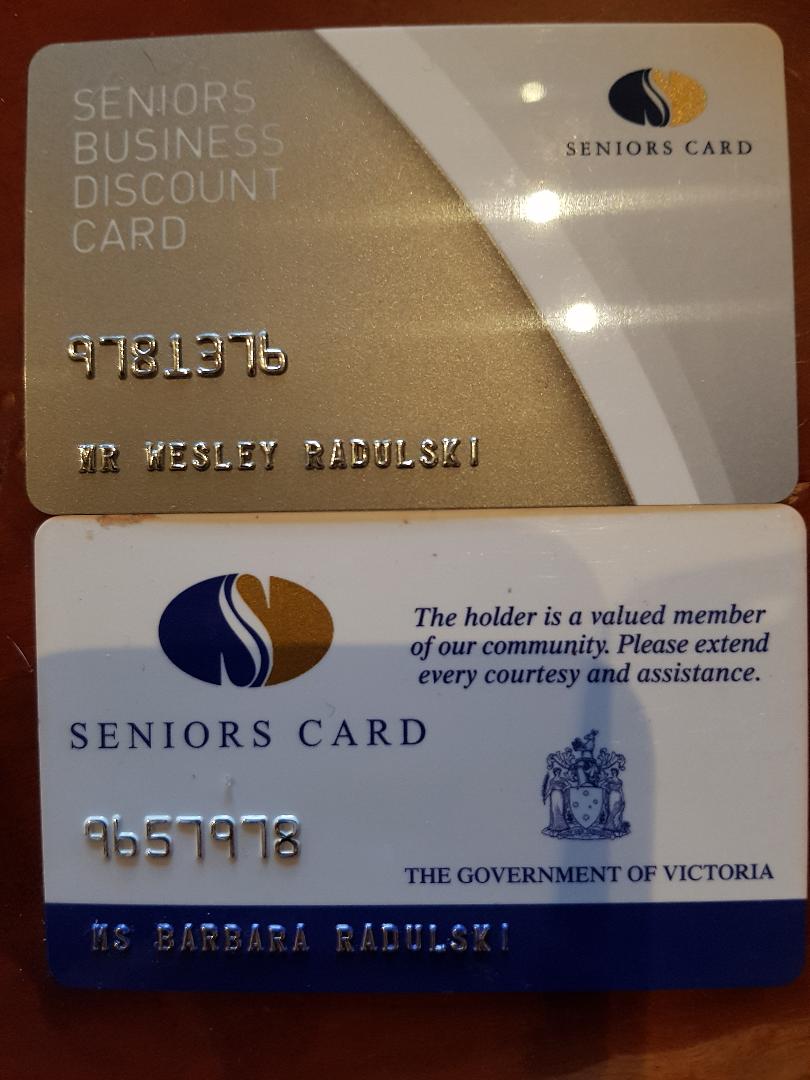 SENIORS
BUSINESS
DISCOUNT
CARD
SENIORS CARD
9781376
MR WESLEY RADULSKI
The holder is a valued member
of our community. Please extend
every courtesy and assistance.
SENIORS CARD
9657978
THE GOVERNMENT OF VICTORIA
MS BARBARA RADULSKI